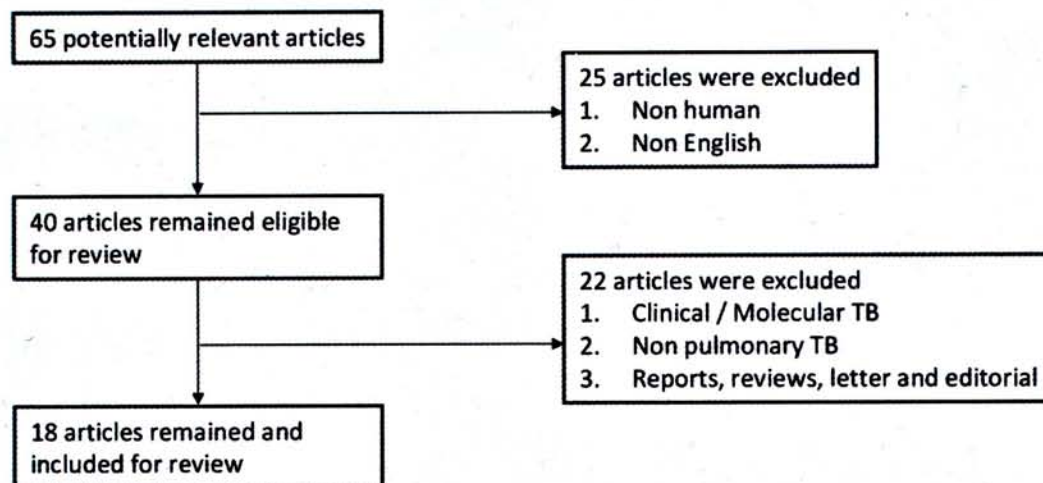 65 potentially relevant articles
25 articles were excluded
1. Non human
2. Non English
40 articles remained eligible
for review
22 articles were excluded
1. Clinical / Molecular TB
2. Non pulmonary TB
3. Reports, reviews, letter and editorial
18 articles remained and
included for review